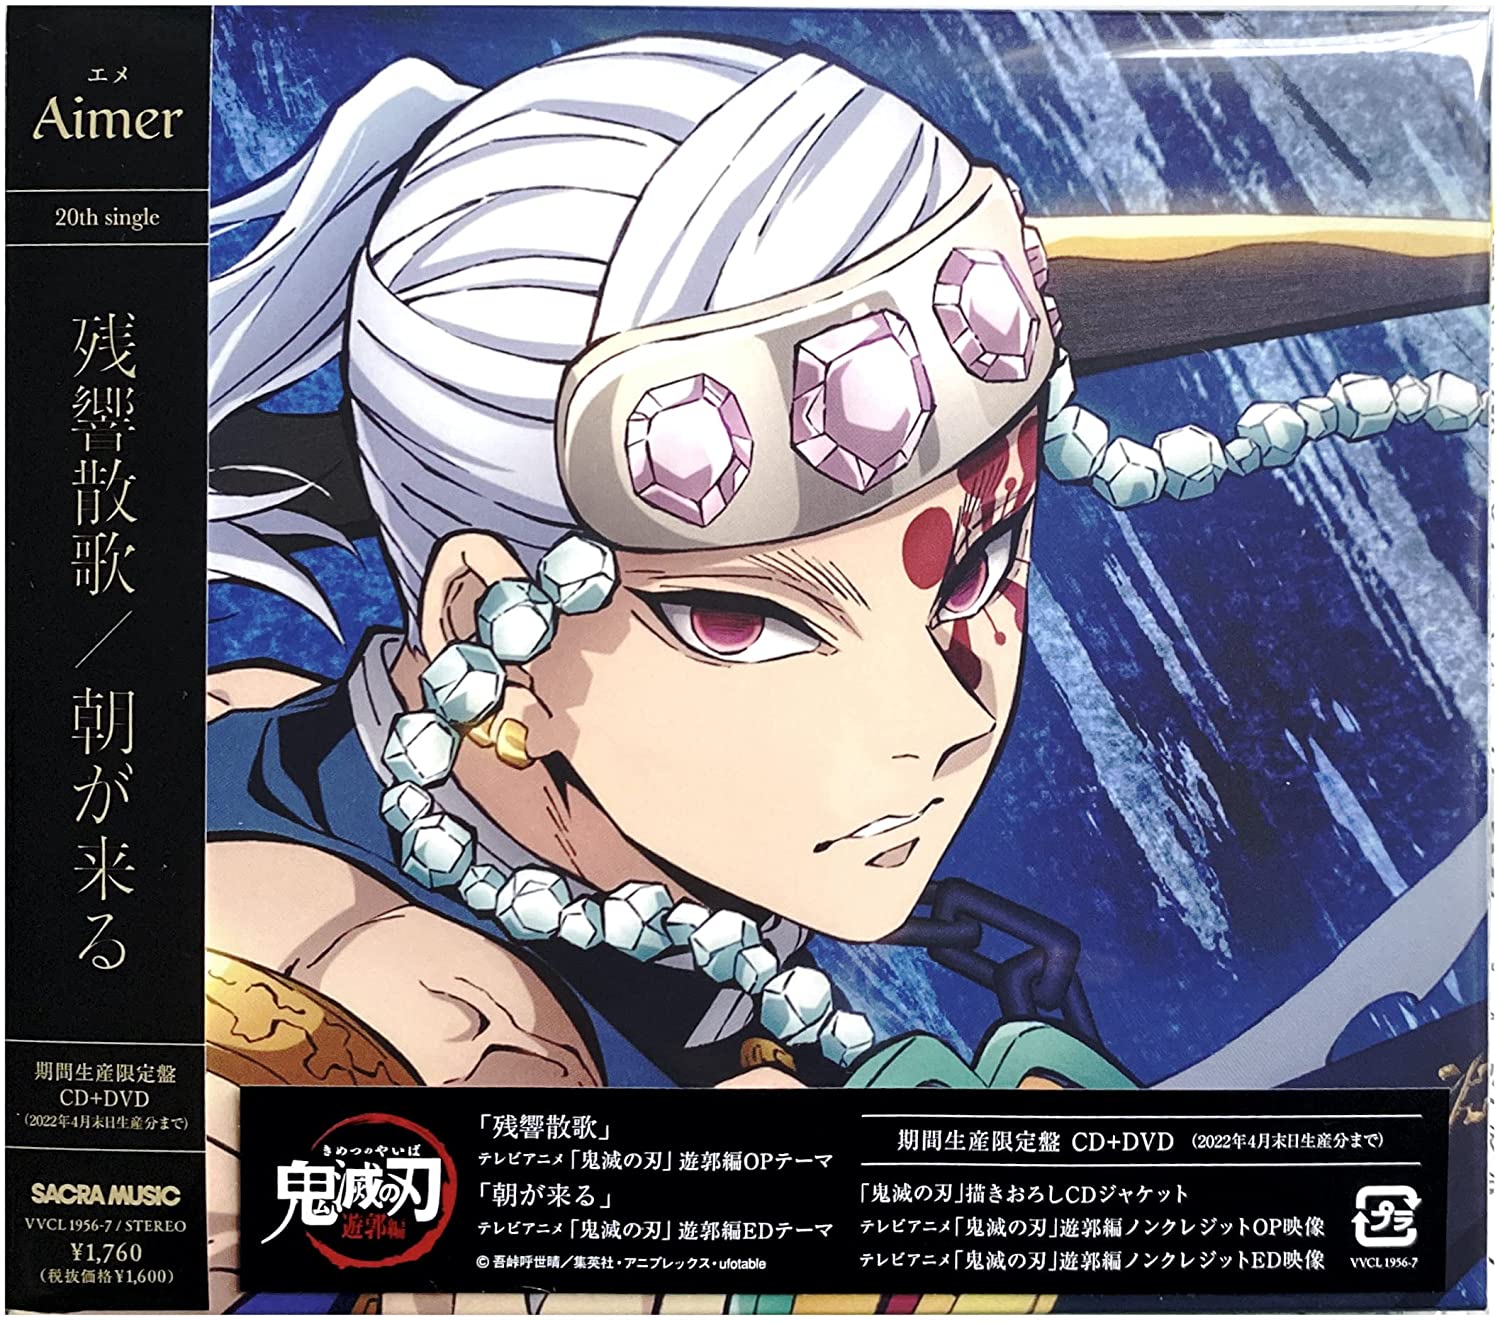 エメ
Aimer
20th single
残響散歌／朝が来る
期間生産限定盤
CD+DVD
(2022年4月末日生産分まで)
SACRA MUSIC
VVCL 1956-7 / STEREO
¥1,760
(税抜価格¥1,600)
きめつのやいば
鬼滅の刃
遊郭編
「残響散歌」
テレビアニメ「鬼滅の刃」遊郭編OPテーマ
「朝が来る」
テレビアニメ「鬼滅の刃」遊郭編EDテーマ
©吾峠呼世晴／集英社・アニプレックス・ufotable
期間生産限定盤 CD+DVD (2022年4月末日生産分まで)
「鬼滅の刃」描きおろしCDジャケット
テレビアニメ「鬼滅の刃」遊郭編ノンクレジットOP映像
テレビアニメ「鬼滅の刃」遊郭編ノンクレジットED映像
プラ
VVCL 1956-7